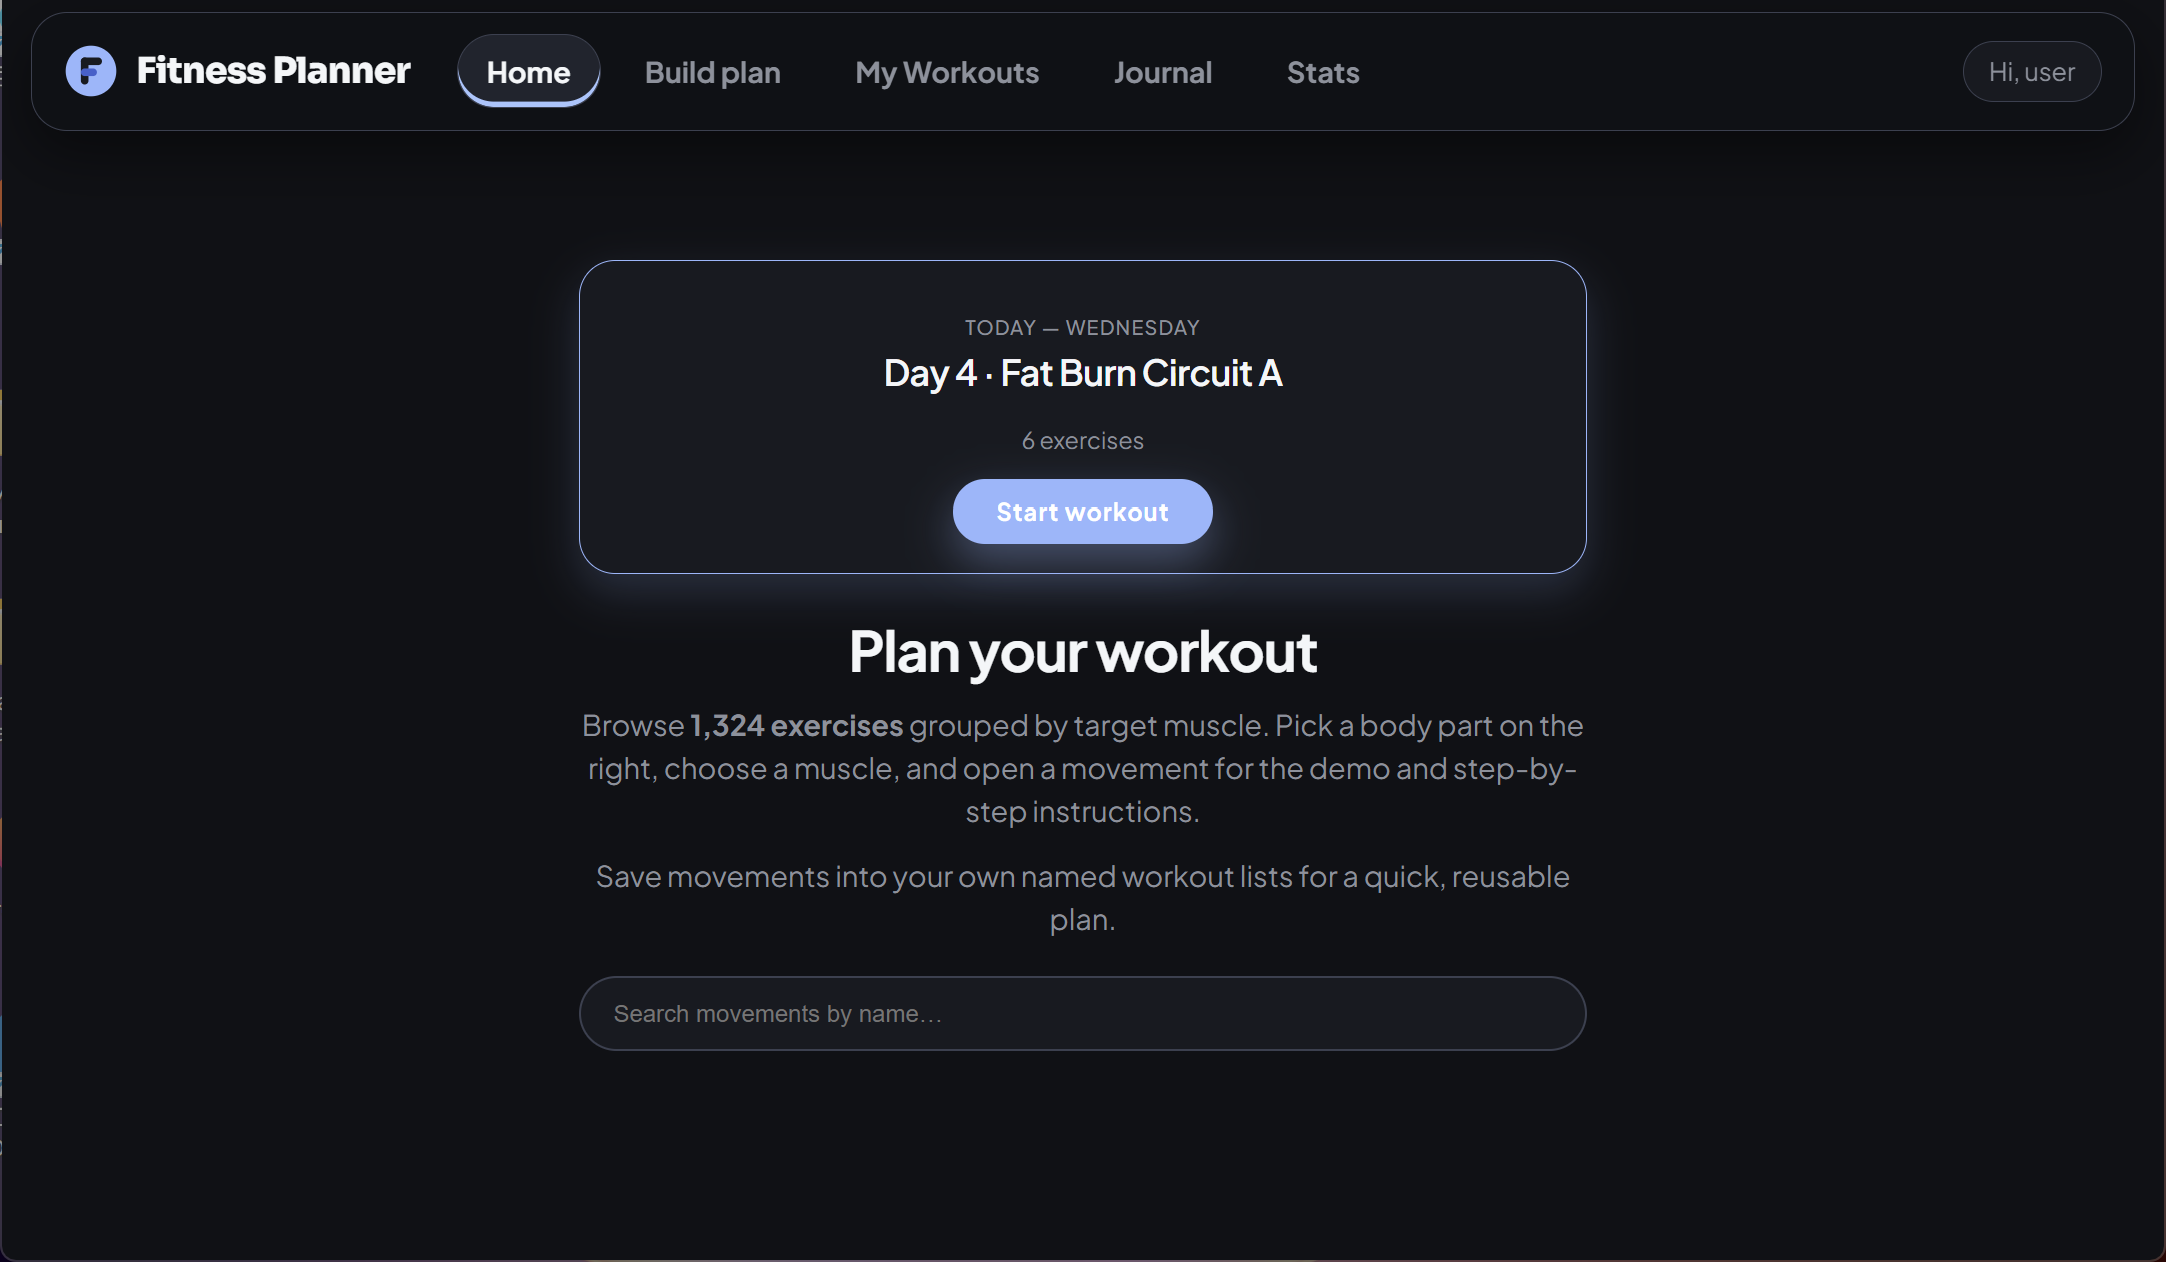 Fitness Planner
Home
Build plan
My Workouts
Journal
Stats
Hi, user
TODAY — WEDNESDAY
Day 4 · Fat Burn Circuit A
6 exercises
Start workout
Plan your workout
Browse 1,324 exercises grouped by target muscle. Pick a body part on the
right, choose a muscle, and open a movement for the demo and step-by-
step instructions.
Save movements into your own named workout lists for a quick, reusable
plan.
Search movements by name...